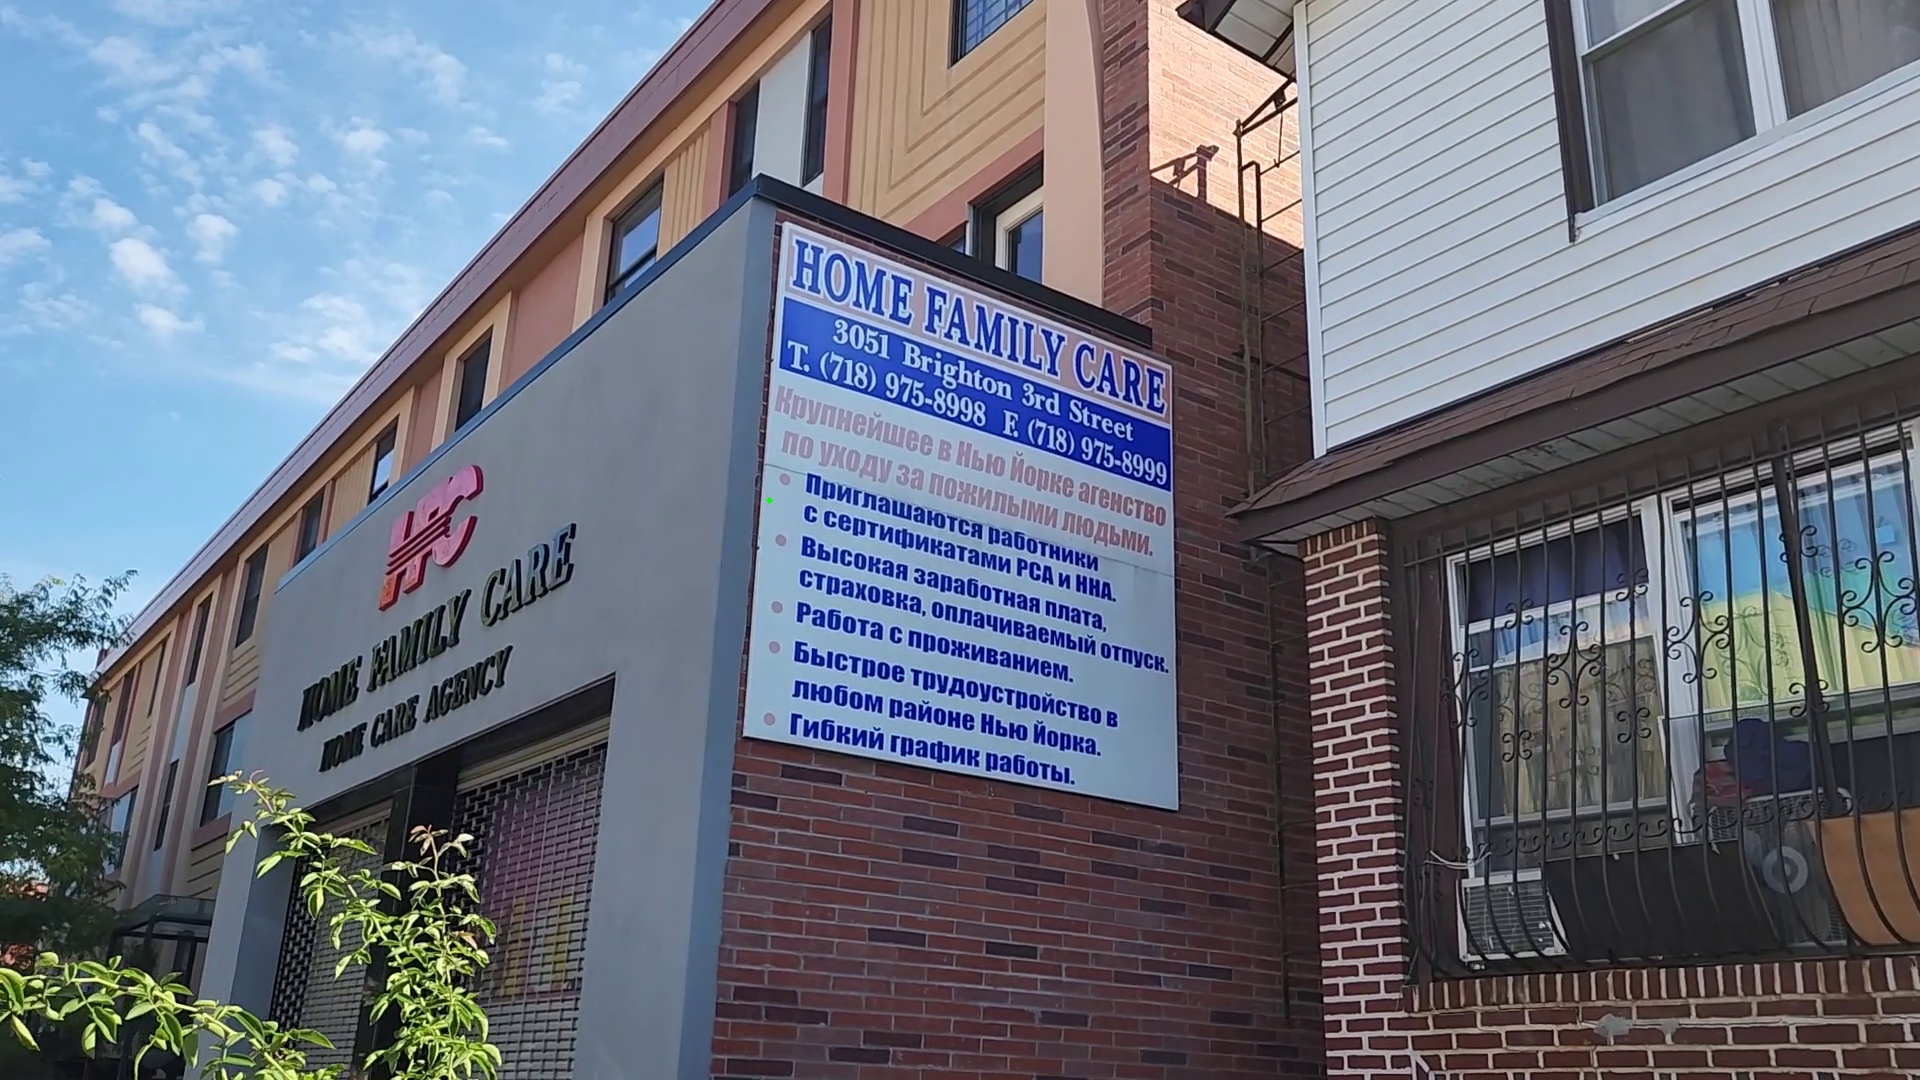 HFC
HOME FAMILY CARE
HOME CARE AGENCY
HOME FAMILY CARE
3051 Brighton 3rd Street
T. (718) 975-8998 F. (718) 975-8999
Крупнейшее в Нью Йорке агенство
по уходу за пожилыми людьми.
• Приглашаются работники
с сертификатами PCA и HHA.
• Высокая заработная плата,
страховка, оплачиваемый отпуск.
• Работа с проживанием.
• Быстрое трудоустройство в
любом районе Нью Йорка.
• Гибкий график работы.